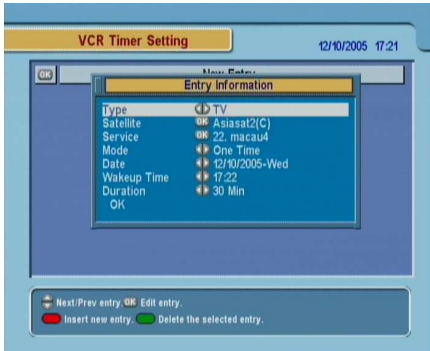 VCR Timer Setting
12/10/2005 17:21
OK New Entry
Entry Information
Type TV
Satellite OK Asiasat2(C)
Service OK 22. macau4
Mode One Time
Date 12/10/2005-Wed
Wakeup Time 17:22
Duration 30 Min
OK
Next/Prev entry. OK Edit entry.
Insert new entry. Delete the selected entry.